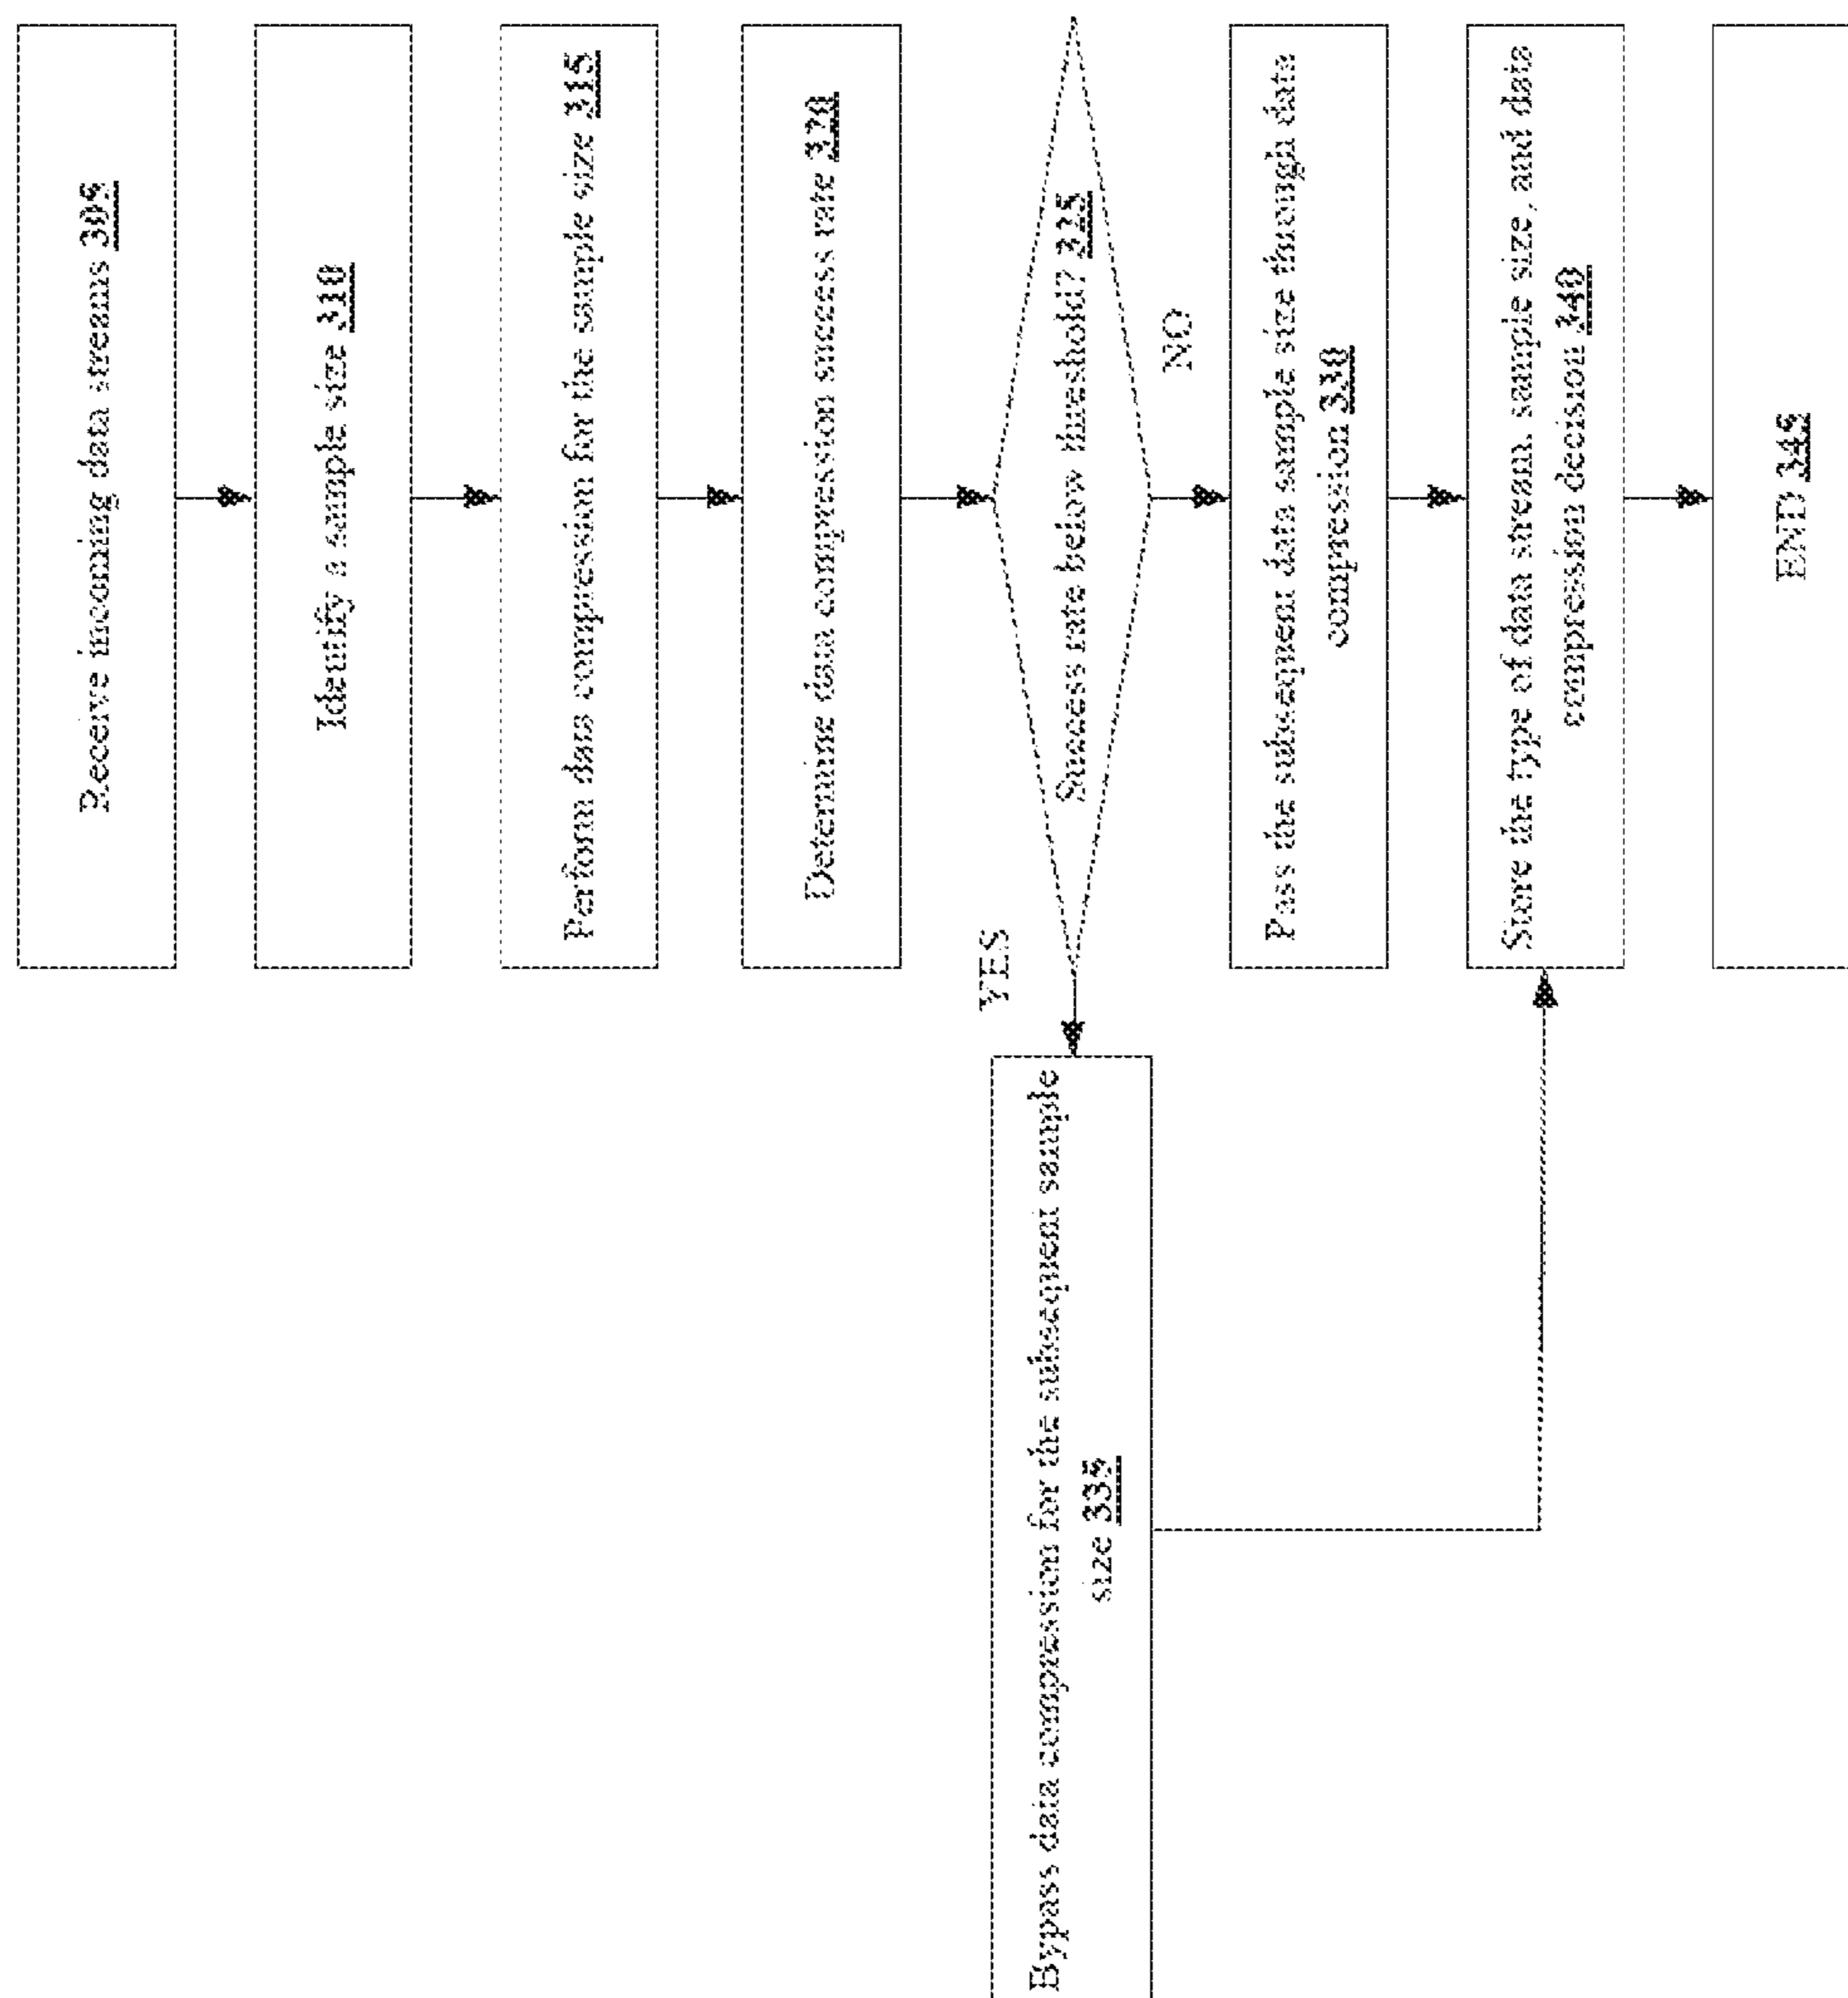 Receive incoming data streams 305
Identify a sample size 310
Perform data compression for the sample size 315
Determine data compression success rate 320
Success rate below threshold? 325
YES
NO
Bypass data compression for the subsequent sample
size 335
Pass the subsequent data sample size through data
compression 330
Store the type of data stream, sample size, and data
compression decision 340
END 345